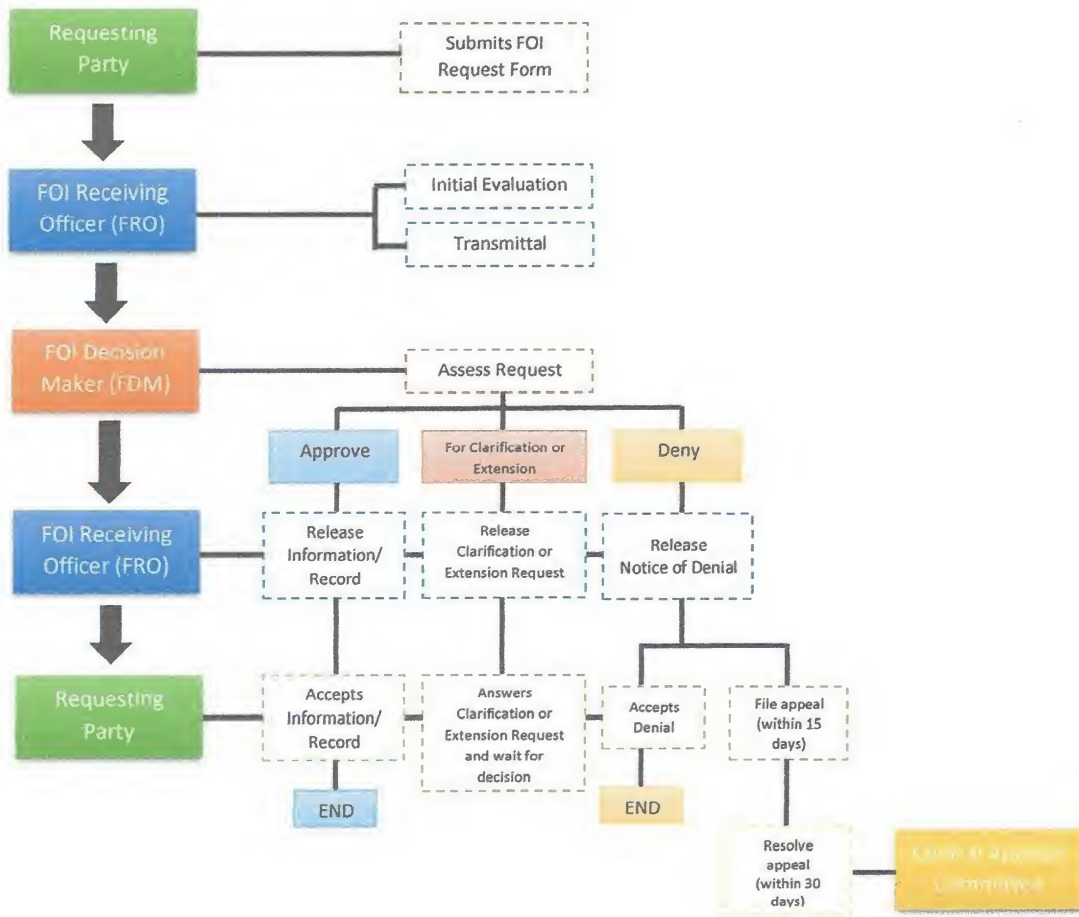 Requesting
Party
Submits FOI
Request Form
FOI Receiving
Officer (FRO)
Initial Evaluation
Transmittal
FOI Decision
Maker (FDM)
Assess Request
Approve
For Clarification or
Extension
Deny
FOI Receiving
Officer (FRO)
Release
Information/
Record
Release
Clarification or
Extension Request
Release
Notice of Denial
Requesting
Party
Accepts
Information/
Record
Answers
Clarification or
Extension Request
and wait for
decision
Accepts
Denial
File appeal
(within 15
days)
END
END
Resolve
appeal
(within 30
days)
Committee